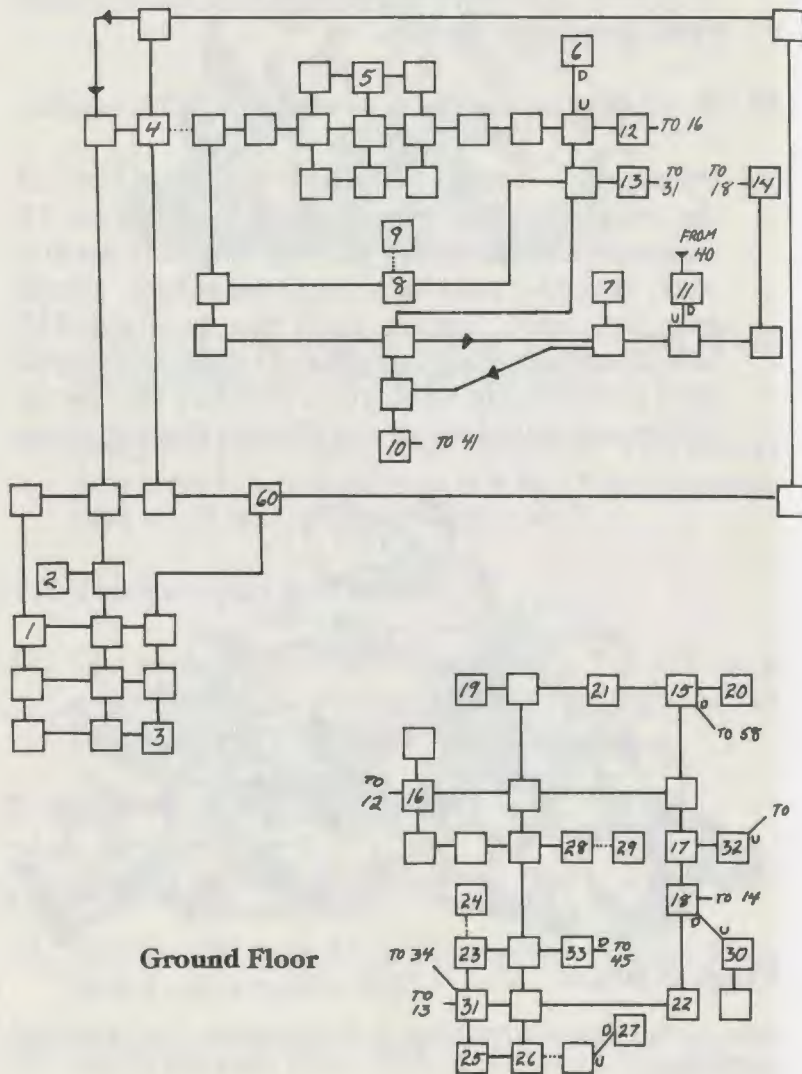 6
D
5
U
4
12 TO 16
13 TO 31
TO 18 14
9
FROM 40
8
7
11
U D
10 TO 41
60
2
1
3
19 21 15 20
D
TO 58
TO 12 16
28 29 17 32 TO
U
24
18 TO 14
D U
Ground Floor
TO 34 23 33 D TO 45
30
TO 13 31 22
D 27
25 26 U